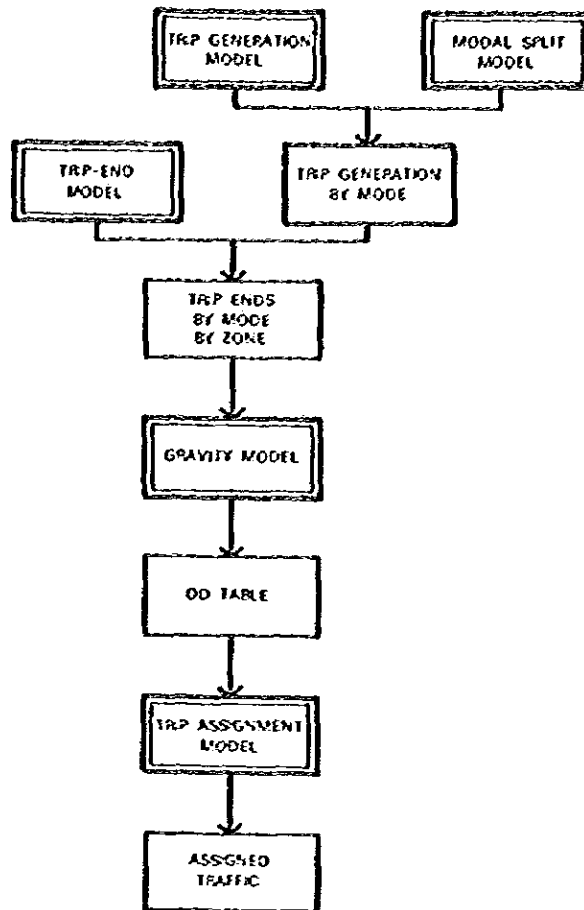 TRIP GENERATION
MODEL
MODAL SPLIT
MODEL
TRIP-END
MODEL
TRIP GENERATION
BY MODE
TRIP ENDS
BY MODE
BY ZONE
GRAVITY MODEL
OD TABLE
TRIP ASSIGNMENT
MODEL
ASSIGNED
TRAFFIC